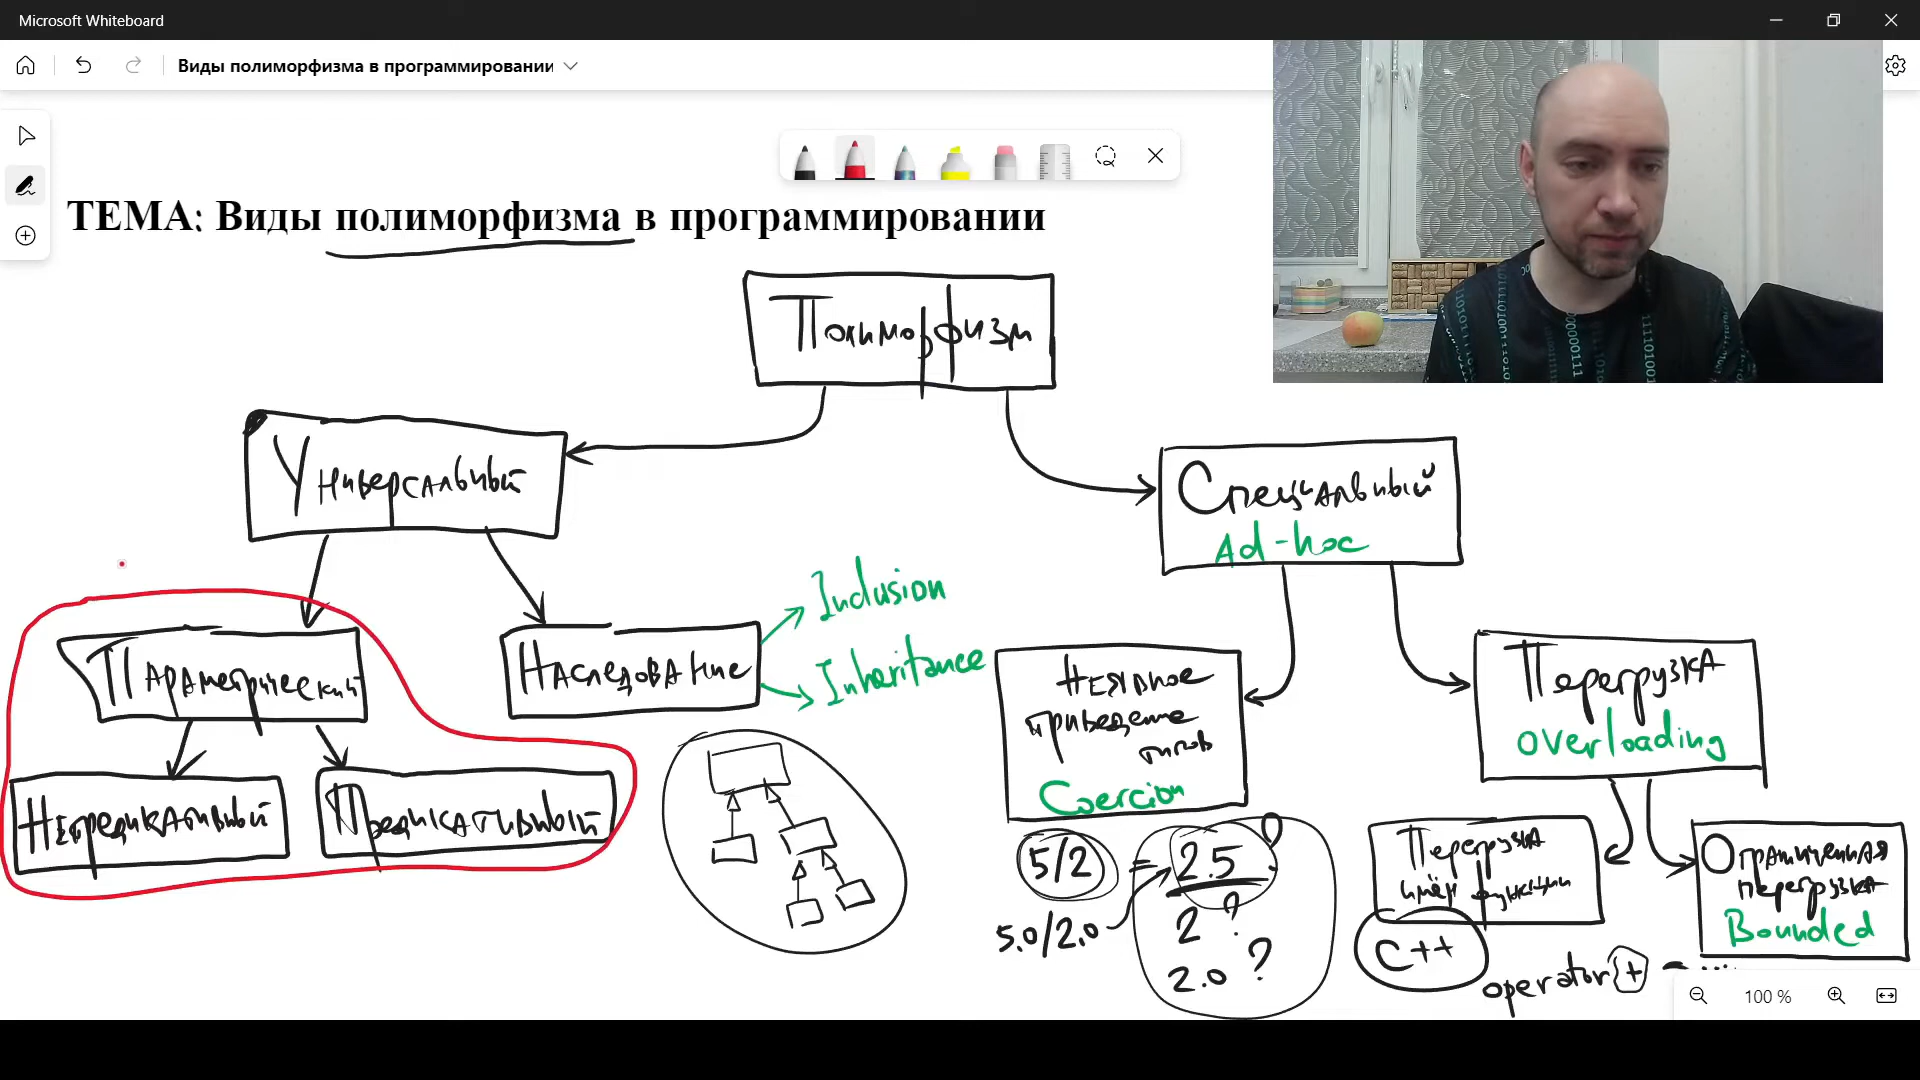 Microsoft Whiteboard
Виды полиморфизма в программировании
ТЕМА: Виды полиморфизма в программировании
Полиморфизм
Универсальный
Специальный
Ad-hoc
Параметрический
Наследование
Inclusion
Inheritance
Неявное
приведение
типов
Coercion
Перегрузка
Overloading
Непредикативный
Предикативный
5/2 = 2.5
5.0/2.0
2 ?
2.0 ?
Перегрузка
имён функции
C++
operator +
Ограниченная
перегрузка
Bounded
100 %